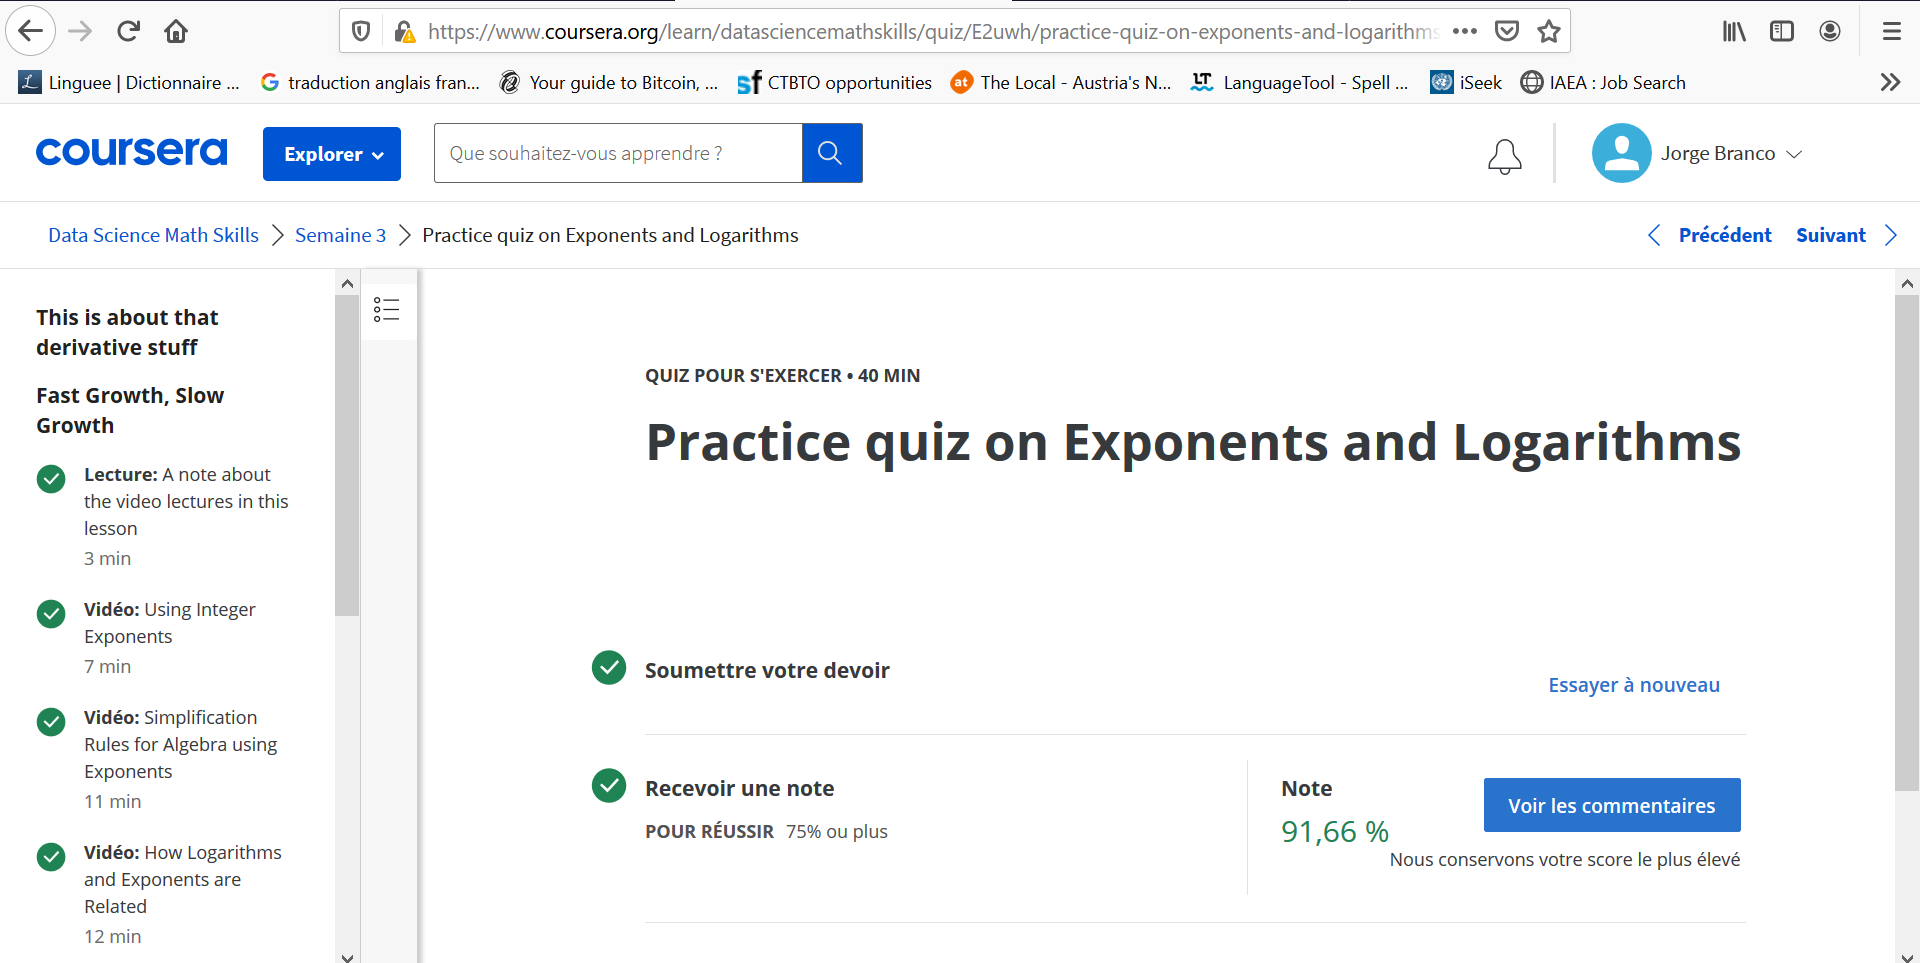 https://www.coursera.org/learn/datasciencemathskills/quiz/E2uwh/practice-quiz-on-exponents-and-logarithms
Linguee | Dictionnaire ... traduction anglais fran... Your guide to Bitcoin, ... CTBTO opportunities The Local - Austria's N... LanguageTool - Spell ... iSeek IAEA : Job Search
coursera Explorer Que souhaitez-vous apprendre ? Jorge Branco
Data Science Math Skills Semaine 3 Practice quiz on Exponents and Logarithms Précédent Suivant
This is about that
derivative stuff
Fast Growth, Slow
Growth
Lecture: A note about
the video lectures in this
lesson
3 min
Vidéo: Using Integer
Exponents
7 min
Vidéo: Simplification
Rules for Algebra using
Exponents
11 min
Vidéo: How Logarithms
and Exponents are
Related
12 min
QUIZ POUR S'EXERCER • 40 MIN
Practice quiz on Exponents and Logarithms
Soumettre votre devoir
Essayer à nouveau
Recevoir une note
POUR RÉUSSIR 75% ou plus
Note
91,66 %
Voir les commentaires
Nous conservons votre score le plus élevé